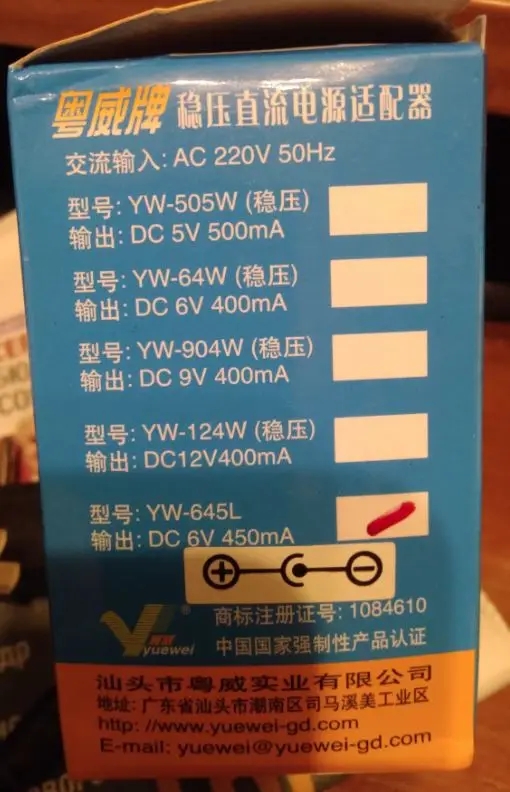 粤威牌 稳压直流电源适配器
交流输入: AC 220V 50Hz
型号: YW-505W (稳压)
输出: DC 5V 500mA
型号: YW-64W (稳压)
输出: DC 6V 400mA
型号: YW-904W (稳压)
输出: DC 9V 400mA
型号: YW-124W (稳压)
输出: DC12V400mA
型号: YW-645L
输出: DC 6V 450mA
粤威
yuewei
®
商标注册证号: 1084610
中国国家强制性产品认证
汕头市粤威实业有限公司
地址: 广东省汕头市潮南区司马溪美工业区
http://www.yuewei-gd.com
E-mail: yuewei@yuewei-gd.com